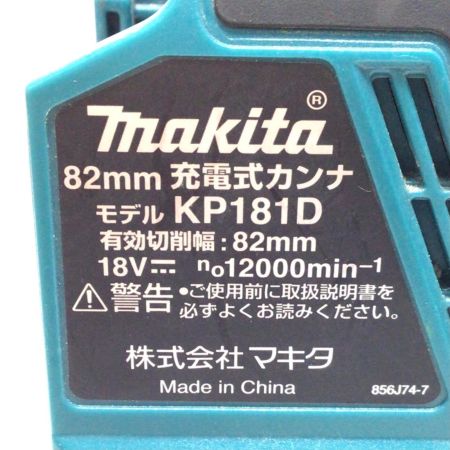 makita®
82mm 充電式カンナ
モデル KP181D
有効切削幅：82mm
18V⎓ n₀12000min⁻¹
⚠警告 •ご使用前に取扱説明書を
必ずよくお読みください。
株式会社 マキタ
Made in China 856J74-7